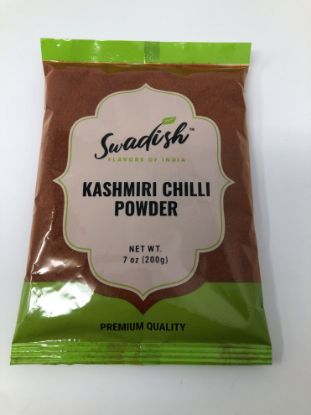 Swadish™
FLAVORS OF INDIA
KASHMIRI CHILLI
POWDER
NET WT.
7 oz (200g)
PREMIUM QUALITY